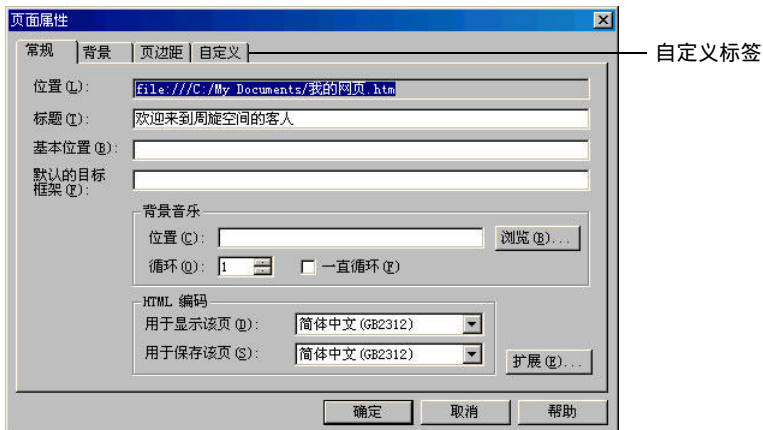 页面属性
常规 背景 页边距 自定义 自定义标签
位置(L): file:///C:/My Documents/我的网页.htm
标题(T): 欢迎来到周旋空间的客人
基本位置(B):
默认的目标
框架(F):
背景音乐
位置(C): 浏览(B)...
循环(O): 1 一直循环(F)
HTML 编码
用于显示该页(D): 简体中文(GB2312)
用于保存该页(S): 简体中文(GB2312)
扩展(E)...
确定 取消 帮助